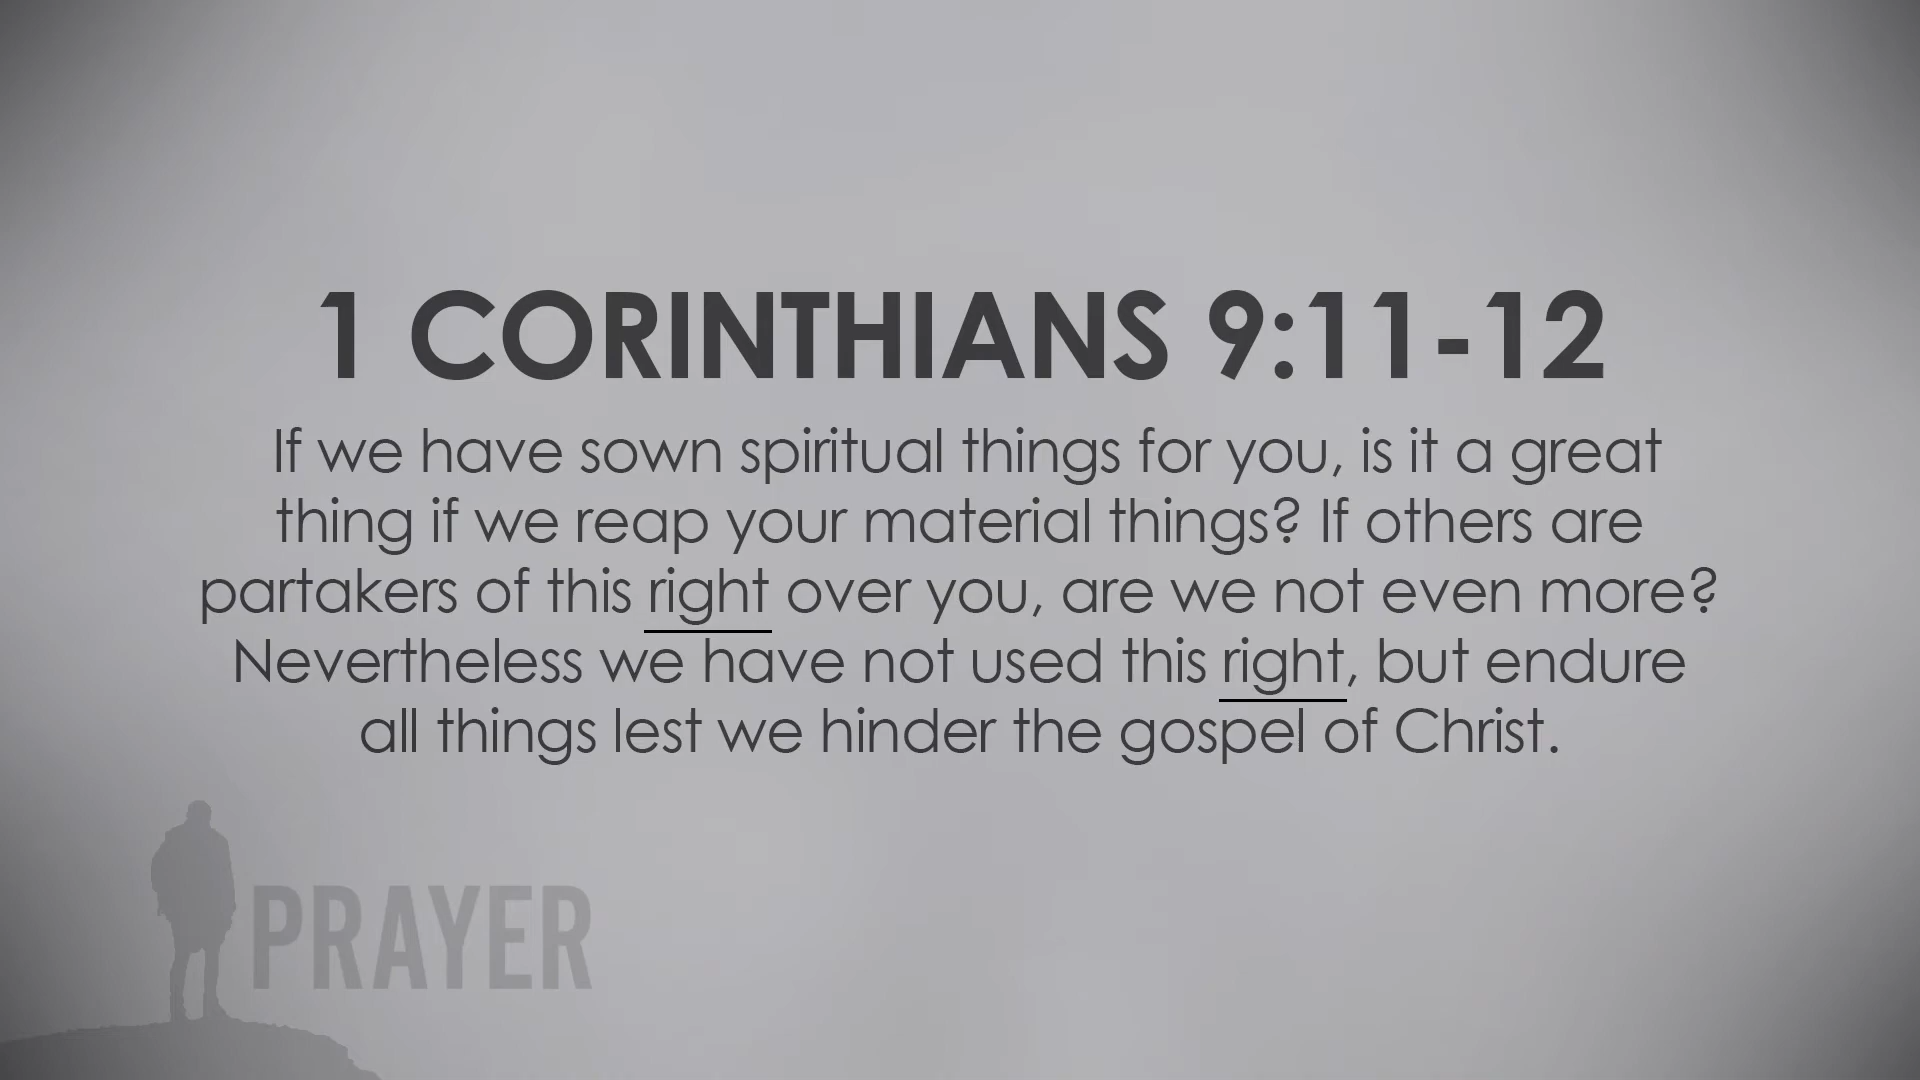 1 CORINTHIANS 9:11-12
If we have sown spiritual things for you, is it a great
thing if we reap your material things? If others are
partakers of this right over you, are we not even more?
Nevertheless we have not used this right, but endure
all things lest we hinder the gospel of Christ.
PRAYER